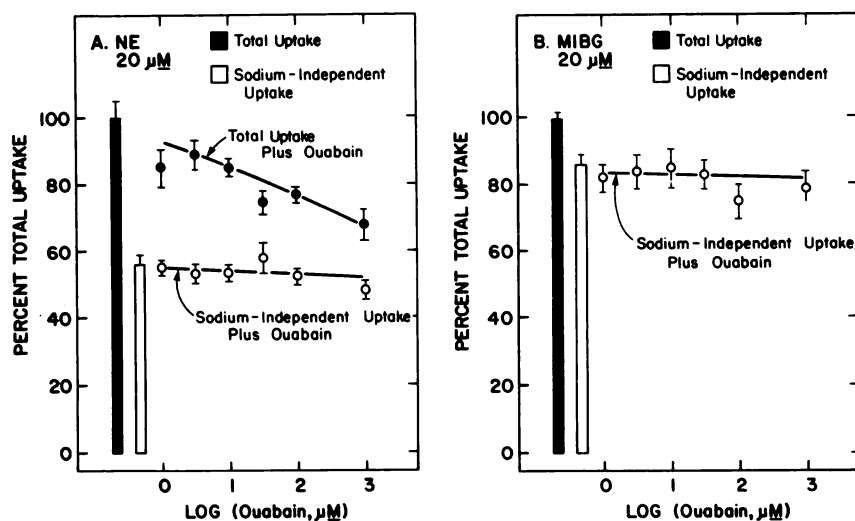 A. NE
20 µM
Total Uptake
Sodium-Independent
Uptake
Total Uptake
Plus Ouabain
Sodium-Independent Uptake
Plus Ouabain
PERCENT TOTAL UPTAKE
100
80
60
40
20
0
0 1 2 3
LOG (Ouabain, µM)
B. MIBG
20 µM
Total Uptake
Sodium-Independent
Uptake
Sodium-Independent Uptake
Plus Ouabain
PERCENT TOTAL UPTAKE
100
80
60
40
20
0
0 1 2 3
LOG (Ouabain, µM)